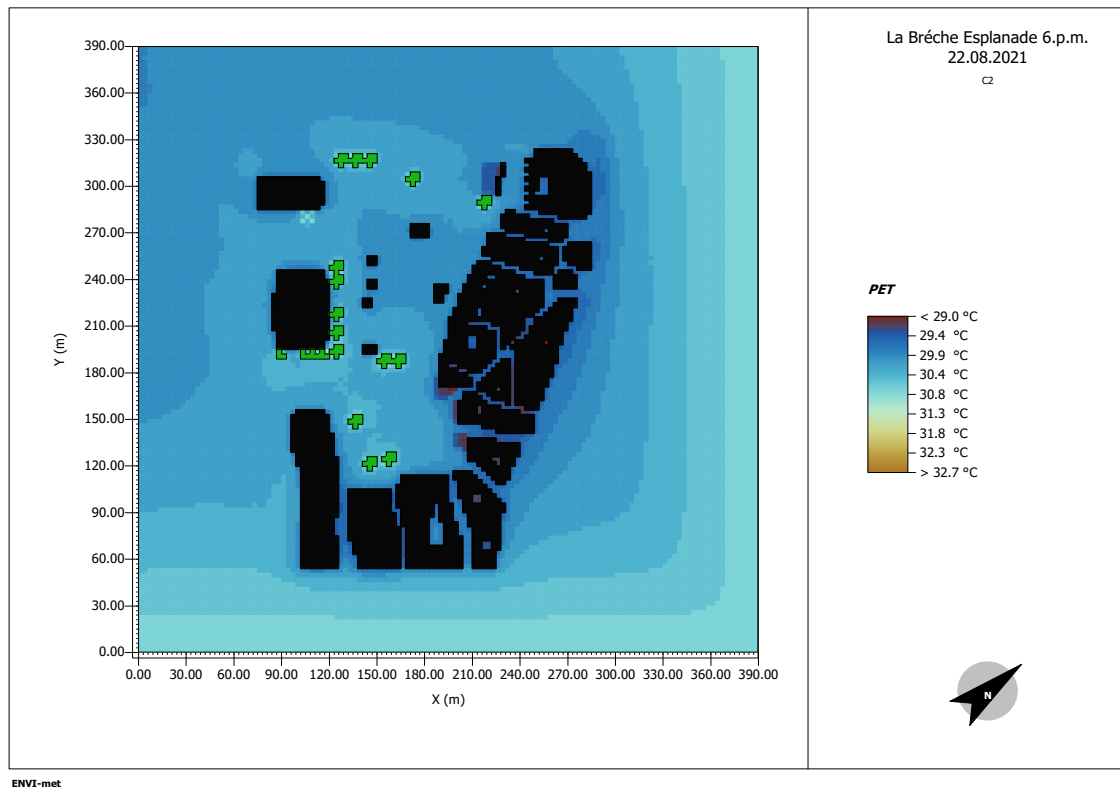 La Bréche Esplanade 6.p.m.
22.08.2021
C2
390.00
360.00
330.00
300.00
270.00
240.00
210.00
180.00
150.00
120.00
90.00
60.00
30.00
0.00
Y (m)
0.00 30.00 60.00 90.00 120.00 150.00 180.00 210.00 240.00 270.00 300.00 330.00 360.00 390.00
X (m)
PET
< 29.0 °C
29.4 °C
29.9 °C
30.4 °C
30.8 °C
31.3 °C
31.8 °C
32.3 °C
> 32.7 °C
N
ENVI-met